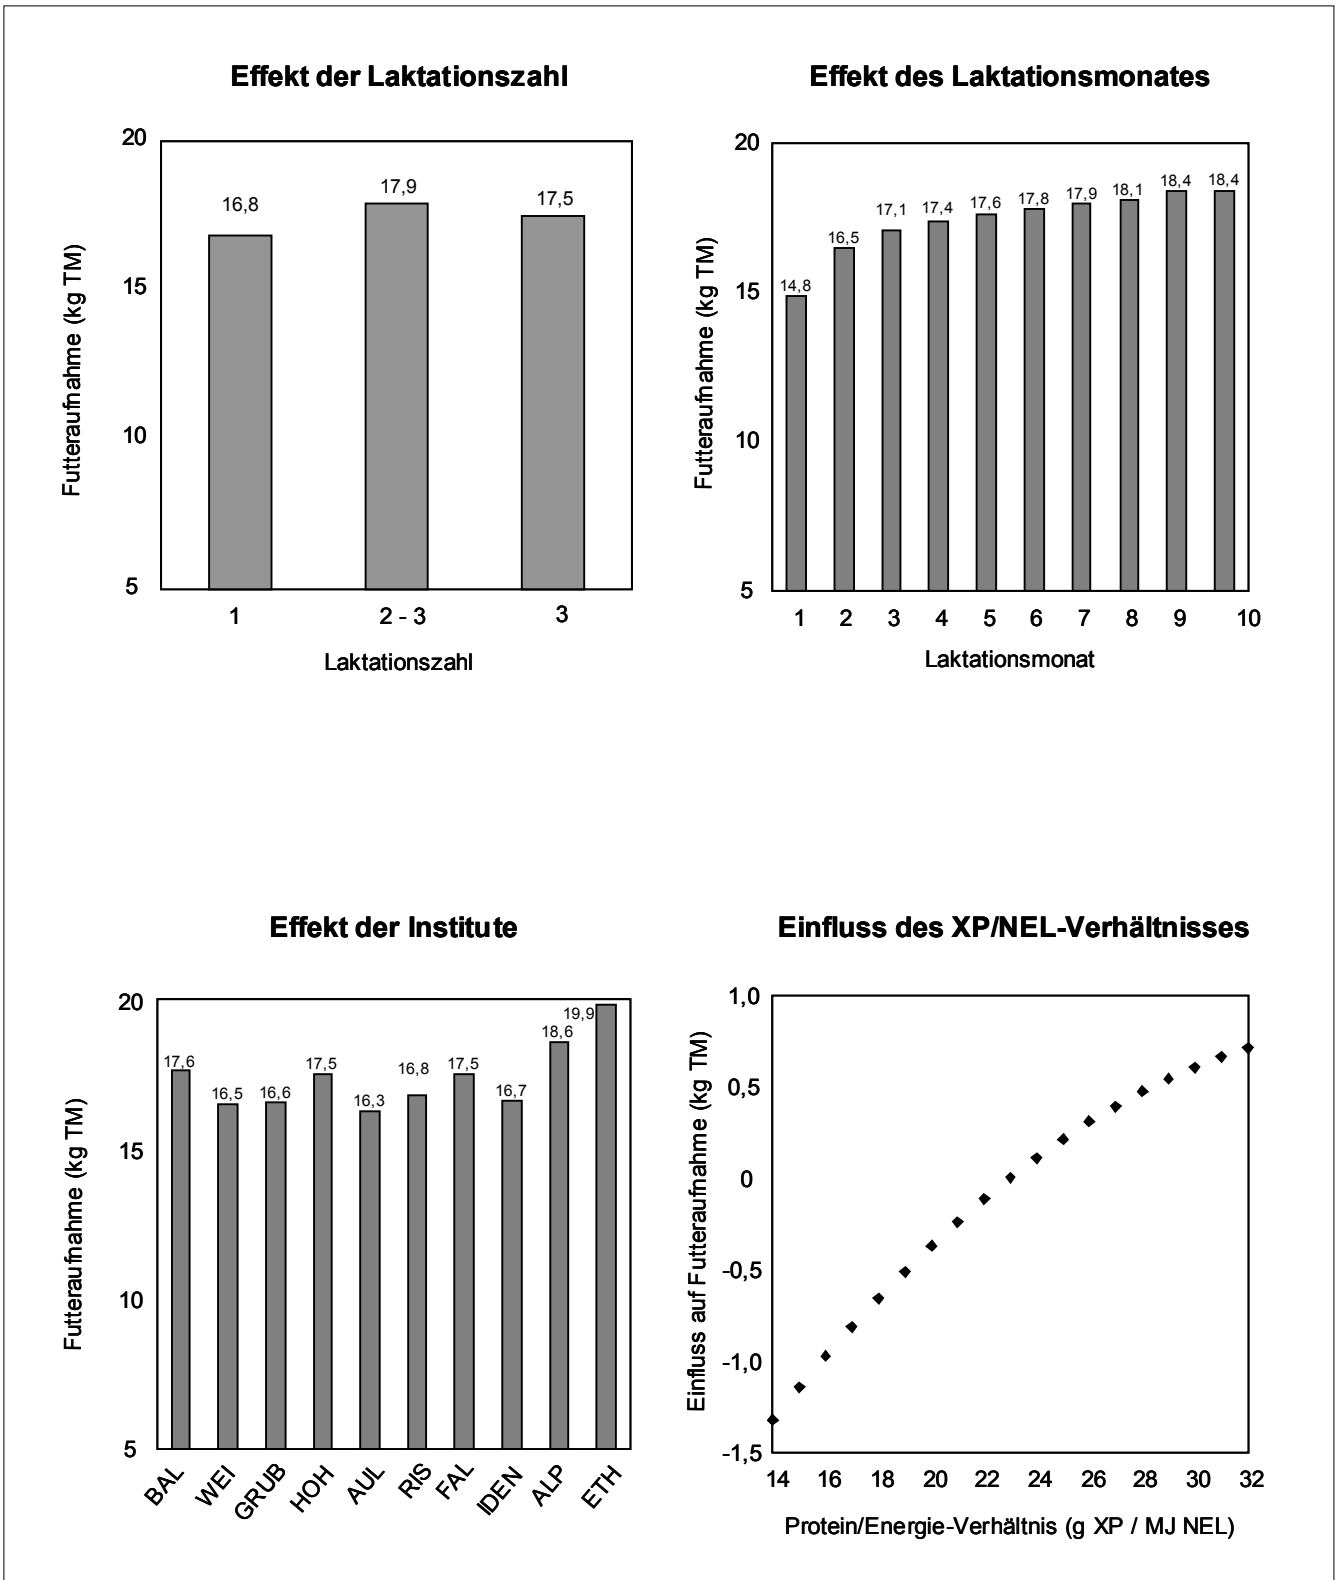 Effekt der Laktationszahl
20
15
10
5
Futteraufnahme (kg TM)
16,8
17,9
17,5
1
2 - 3
3
Laktationszahl
Effekt des Laktationsmonates
20
15
10
5
Futteraufnahme (kg TM)
14,8
16,5
17,1
17,4
17,6
17,8
17,9
18,1
18,4
18,4
1 2 3 4 5 6 7 8 9 10
Laktationsmonat
Effekt der Institute
20
15
10
5
Futteraufnahme (kg TM)
17,6
16,5
16,6
17,5
16,3
16,8
17,5
16,7
18,6
19,9
BAL
WEI
GRUB
HOH
AUL
RIS
FAL
IDEN
ALP
ETH
Einfluss des XP/NEL-Verhältnisses
1,0
0,5
0
-0,5
-1,0
-1,5
Einfluss auf Futteraufnahme (kg TM)
14 16 18 20 22 24 26 28 30 32
Protein/Energie-Verhältnis (g XP / MJ NEL)